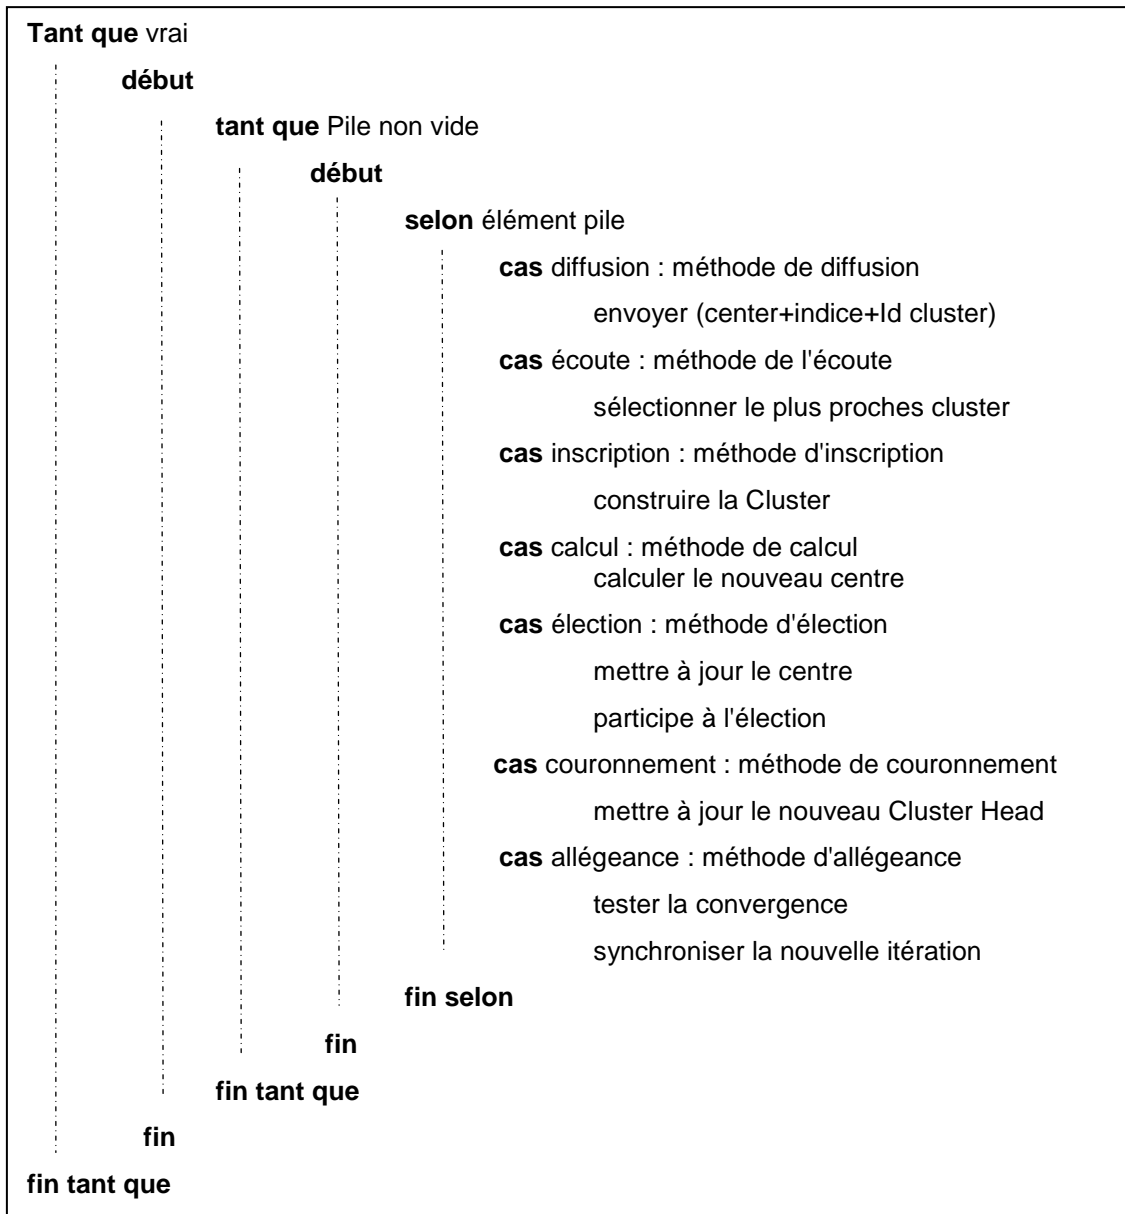 Tant que vrai
début
tant que Pile non vide
début
selon élément pile
cas diffusion : méthode de diffusion
envoyer (center+indice+Id cluster)
cas écoute : méthode de l'écoute
sélectionner le plus proches cluster
cas inscription : méthode d'inscription
construire la Cluster
cas calcul : méthode de calcul
calculer le nouveau centre
cas élection : méthode d'élection
mettre à jour le centre
participe à l'élection
cas couronnement : méthode de couronnement
mettre à jour le nouveau Cluster Head
cas allégeance : méthode d'allégeance
tester la convergence
synchroniser la nouvelle itération
fin selon
fin
fin tant que
fin
fin tant que